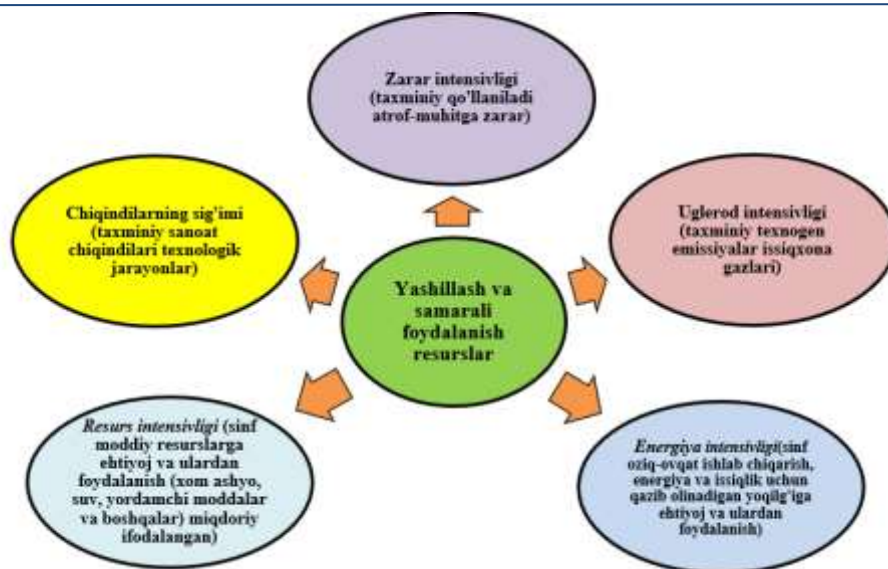 Zarar intensivligi
(taxminiy qo'llaniladi
atrof-muhitga zarar)
Chiqindilarning sig'imi
(taxminiy sanoat
chiqindilari texnologik
jarayonlar)
Uglerod intensivligi
(taxminiy texnogen
emissiyalar issiqxona
gazlari)
Yashillash va
samarali
foydalanish
resurslar
Resurs intensivligi (sinf
moddiy resurslarga
ehtiyoj va ulardan
foydalanish (xom ashyo,
suv, yordamchi moddalar
va boshqalar) miqdoriy
ifodalangan)
Energiya intensivligi(sinf
oziq-ovqat ishlab chiqarish,
energiya va issiqlik uchun
qazib olinadigan yoqilg'iga
ehtiyoj va ulardan
foydalanish)